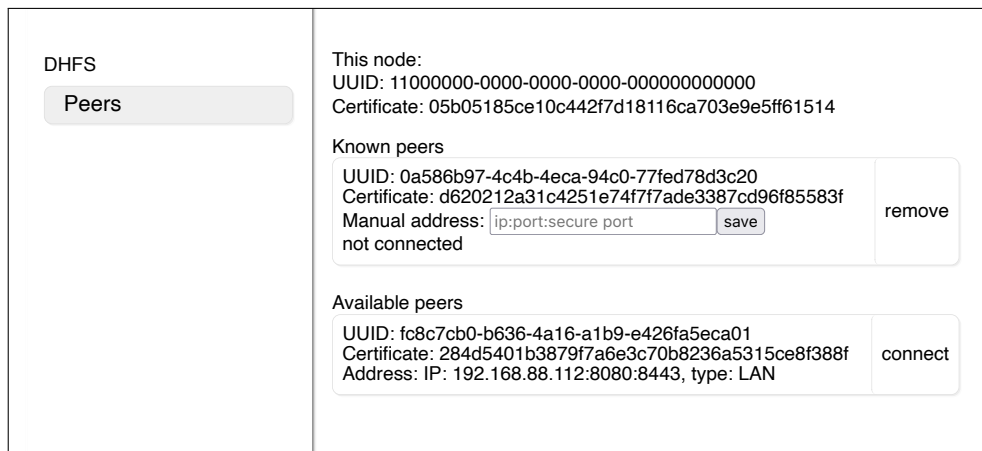 DHFS
Peers
This node:
UUID: 11000000-0000-0000-0000-000000000000
Certificate: 05b05185ce10c442f7d18116ca703e9e5ff61514
Known peers
UUID: 0a586b97-4c4b-4eca-94c0-77fed78d3c20
Certificate: d620212a31c4251e74f7f7ade3387cd96f85583f
Manual address: ip:port:secure port save
not connected
remove
Available peers
UUID: fc8c7cb0-b636-4a16-a1b9-e426fa5eca01
Certificate: 284d5401b3879f7a6e3c70b8236a5315ce8f388f
Address: IP: 192.168.88.112:8080:8443, type: LAN
connect